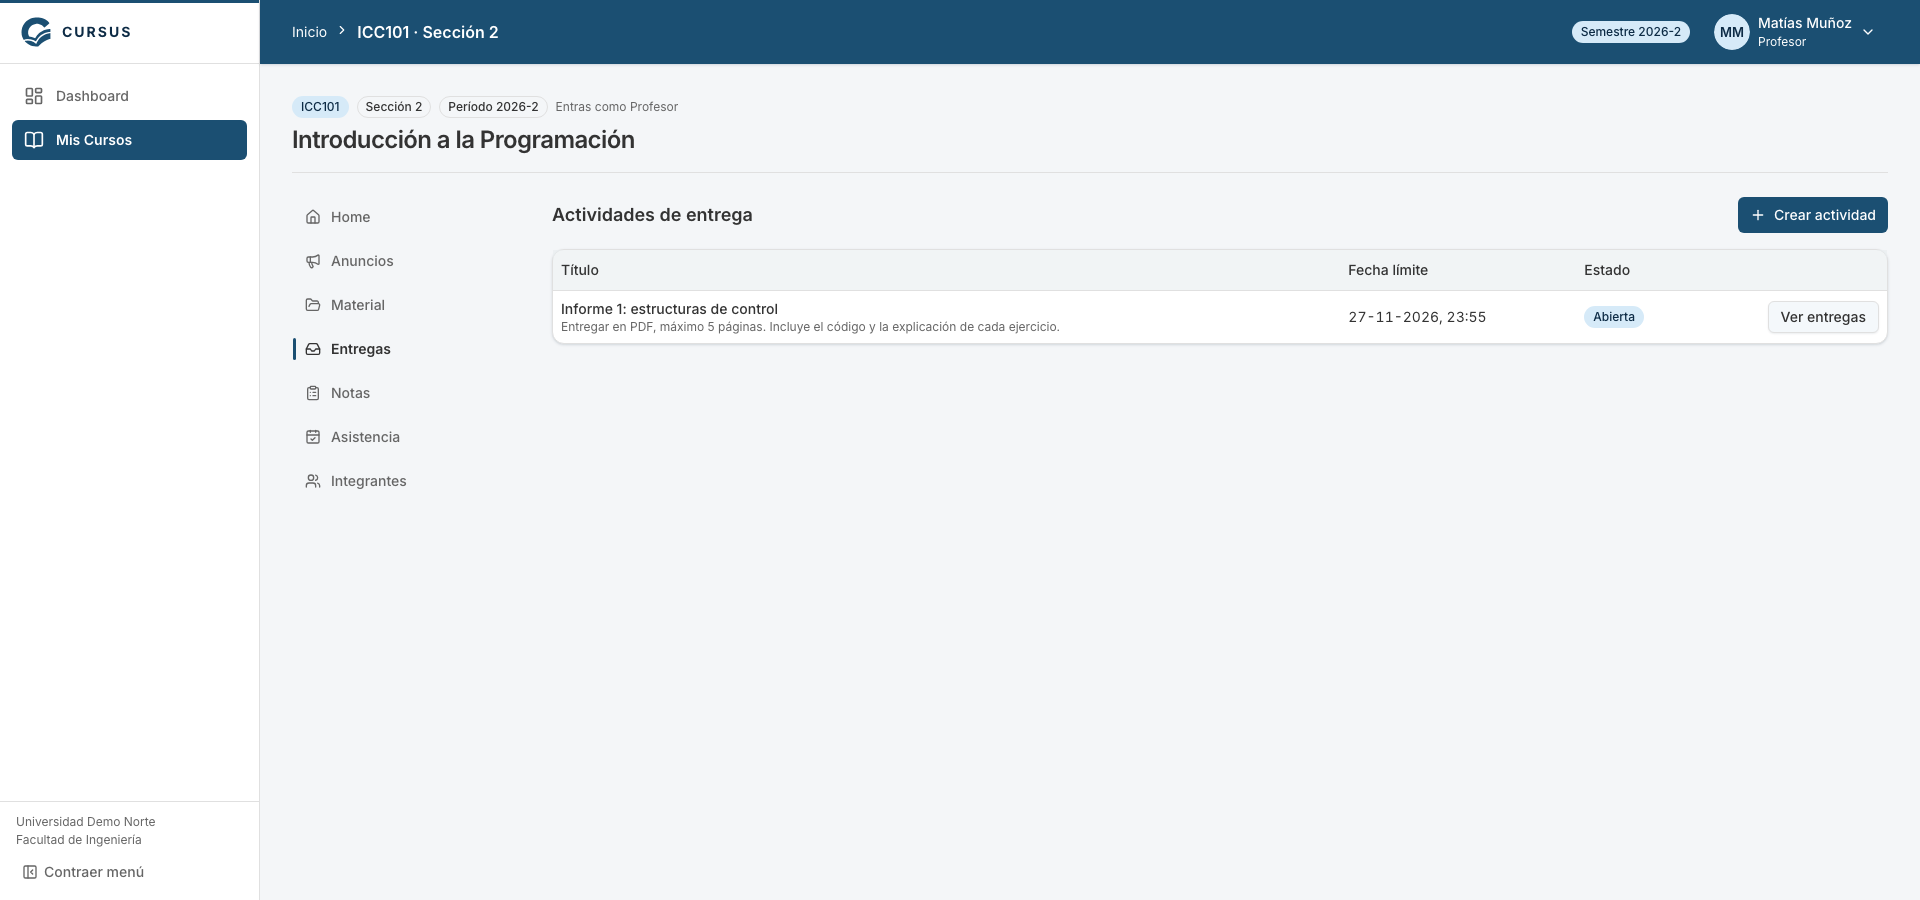 CURSUS
Inicio
ICC101 · Sección 2
Semestre 2026-2
MM
Matías Muñoz
Profesor
Dashboard
Mis Cursos
ICC101
Sección 2
Período 2026-2
Entras como Profesor
Introducción a la Programación
Home
Anuncios
Material
Entregas
Notas
Asistencia
Integrantes
Actividades de entrega
Crear actividad
Título
Fecha límite
Estado
Informe 1: estructuras de control
Entregar en PDF, máximo 5 páginas. Incluye el código y la explicación de cada ejercicio.
27-11-2026, 23:55
Abierta
Ver entregas
Universidad Demo Norte
Facultad de Ingeniería
Contraer menú